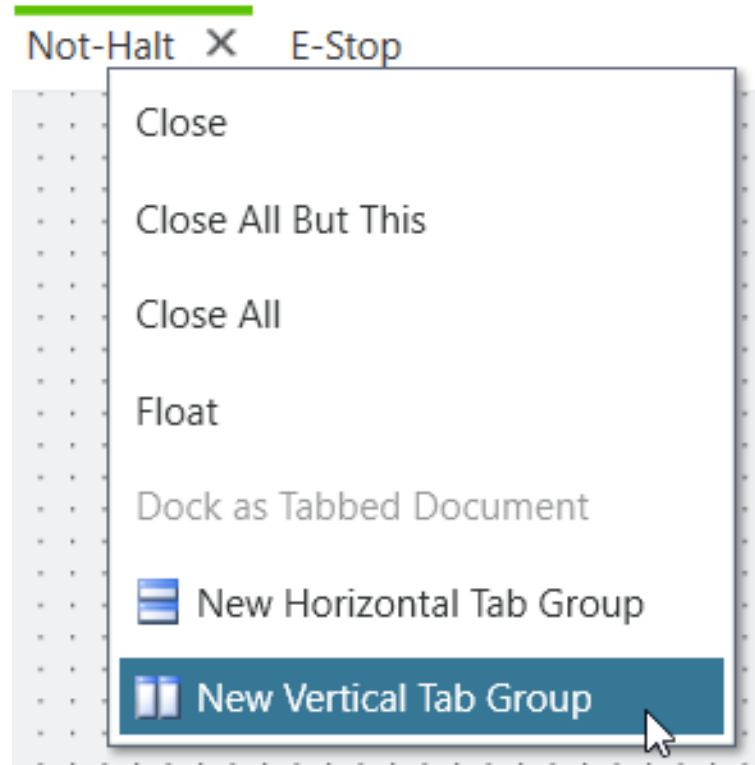 Not-Halt E-Stop
Close
Close All But This
Close All
Float
Dock as Tabbed Document
New Horizontal Tab Group
New Vertical Tab Group